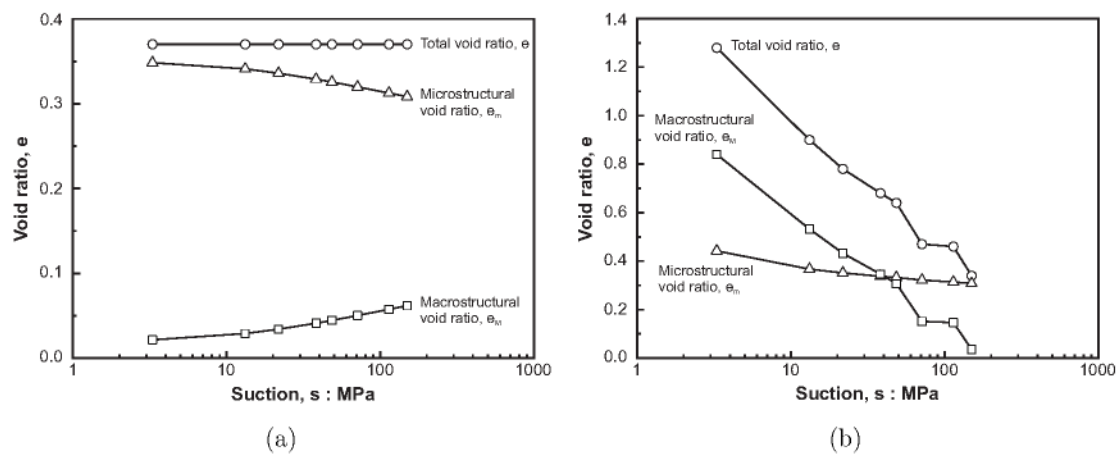 0.4
0.3
0.2
0.1
0.0
Void ratio, e
Total void ratio, e
Microstructural
void ratio, eₘ
Macrostructural
void ratio, e_M
1
10
100
1000
Suction, s : MPa
(a)
1.4
1.2
1.0
0.8
0.6
0.4
0.2
0.0
Void ratio, e
Total void ratio, e
Macrostructural
void ratio, e_M
Microstructural
void ratio, eₘ
1
10
100
1000
Suction, s : MPa
(b)